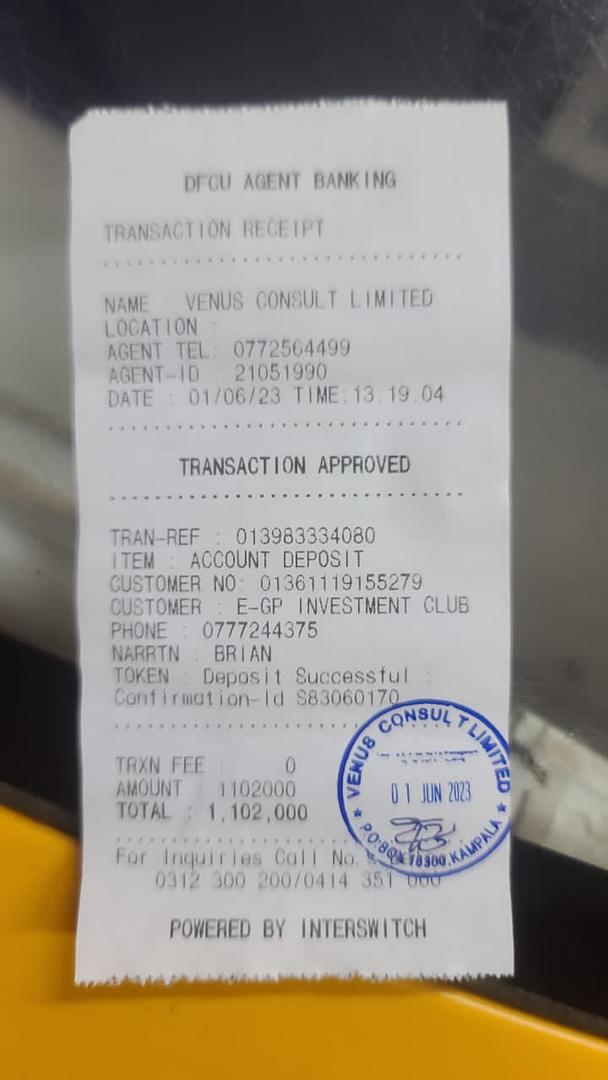 DFCU AGENT BANKING
TRANSACTION RECEIPT
NAME : VENUS CONSULT LIMITED
LOCATION :
AGENT TEL: 0772564499
AGENT-ID : 21051990
DATE : 01/06/23 TIME:13.19.04
TRANSACTION APPROVED
TRAN-REF : 013983334080
ITEM : ACCOUNT DEPOSIT
CUSTOMER NO: 01361119155279
CUSTOMER : E-GP INVESTMENT CLUB
PHONE : 0777244375
NARRTN : BRIAN
TOKEN : Deposit Successful :
Confirmation-Id S83060170
TRXN FEE : 0
AMOUNT : 1102000
TOTAL : 1,102,000
VENUS CONSULT LIMITED
01 JUN 2023
P.O.BOX KAMPALA
For Inquiries Call No.
0312 300 200/0414 351 000
POWERED BY INTERSWITCH